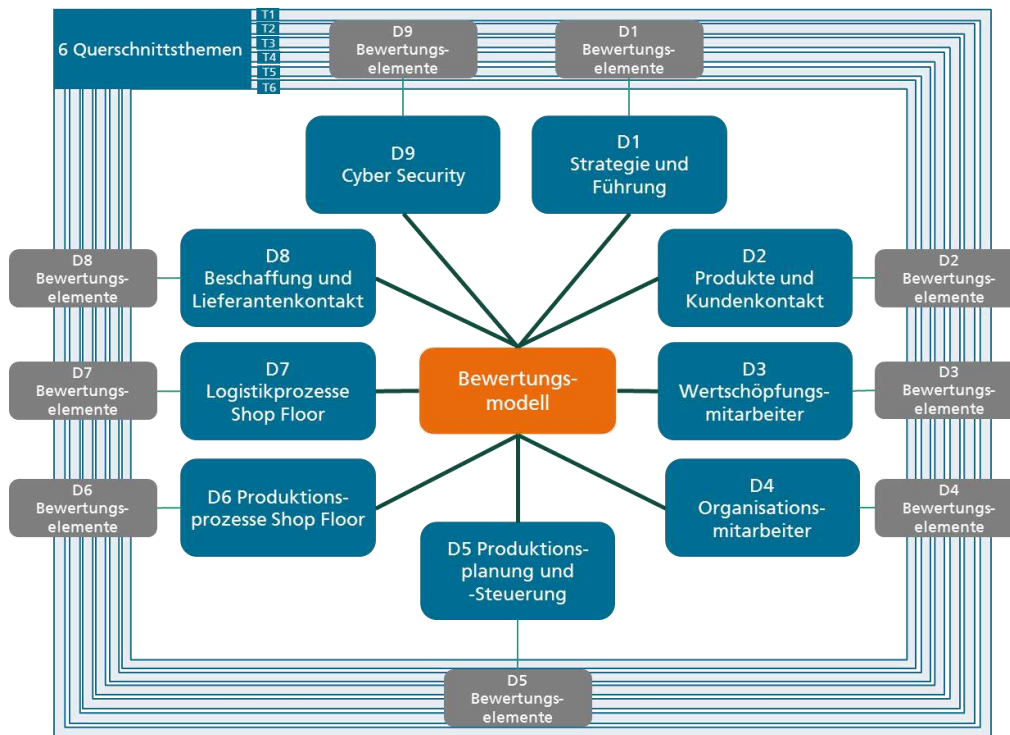 6 Querschnittsthemen
T1
T2
T3
T4
T5
T6
D9
Bewertungs-
elemente
D1
Bewertungs-
elemente
D9
Cyber Security
D1
Strategie und
Führung
D8
Bewertungs-
elemente
D8
Beschaffung und
Lieferantenkontakt
D2
Produkte und
Kundenkontakt
D2
Bewertungs-
elemente
D7
Bewertungs-
elemente
D7
Logistikprozesse
Shop Floor
Bewertungs-
modell
D3
Wertschöpfungs-
mitarbeiter
D3
Bewertungs-
elemente
D6
Bewertungs-
elemente
D6 Produktions-
prozesse Shop Floor
D4
Organisations-
mitarbeiter
D4
Bewertungs-
elemente
D5 Produktions-
planung und
-Steuerung
D5
Bewertungs-
elemente